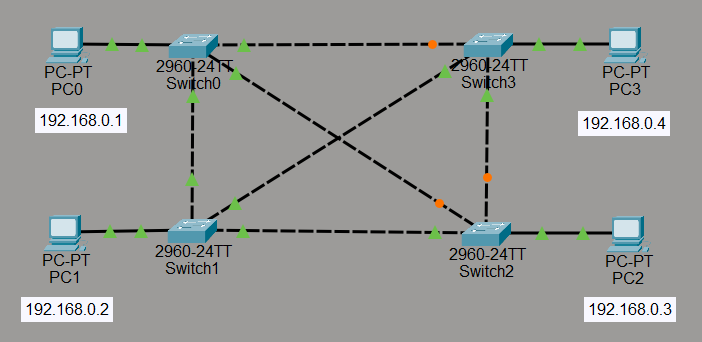 PC-PT
PC0
192.168.0.1
2960-24TT
Switch0
2960-24TT
Switch3
PC-PT
PC3
192.168.0.4
PC-PT
PC1
192.168.0.2
2960-24TT
Switch1
2960-24TT
Switch2
PC-PT
PC2
192.168.0.3